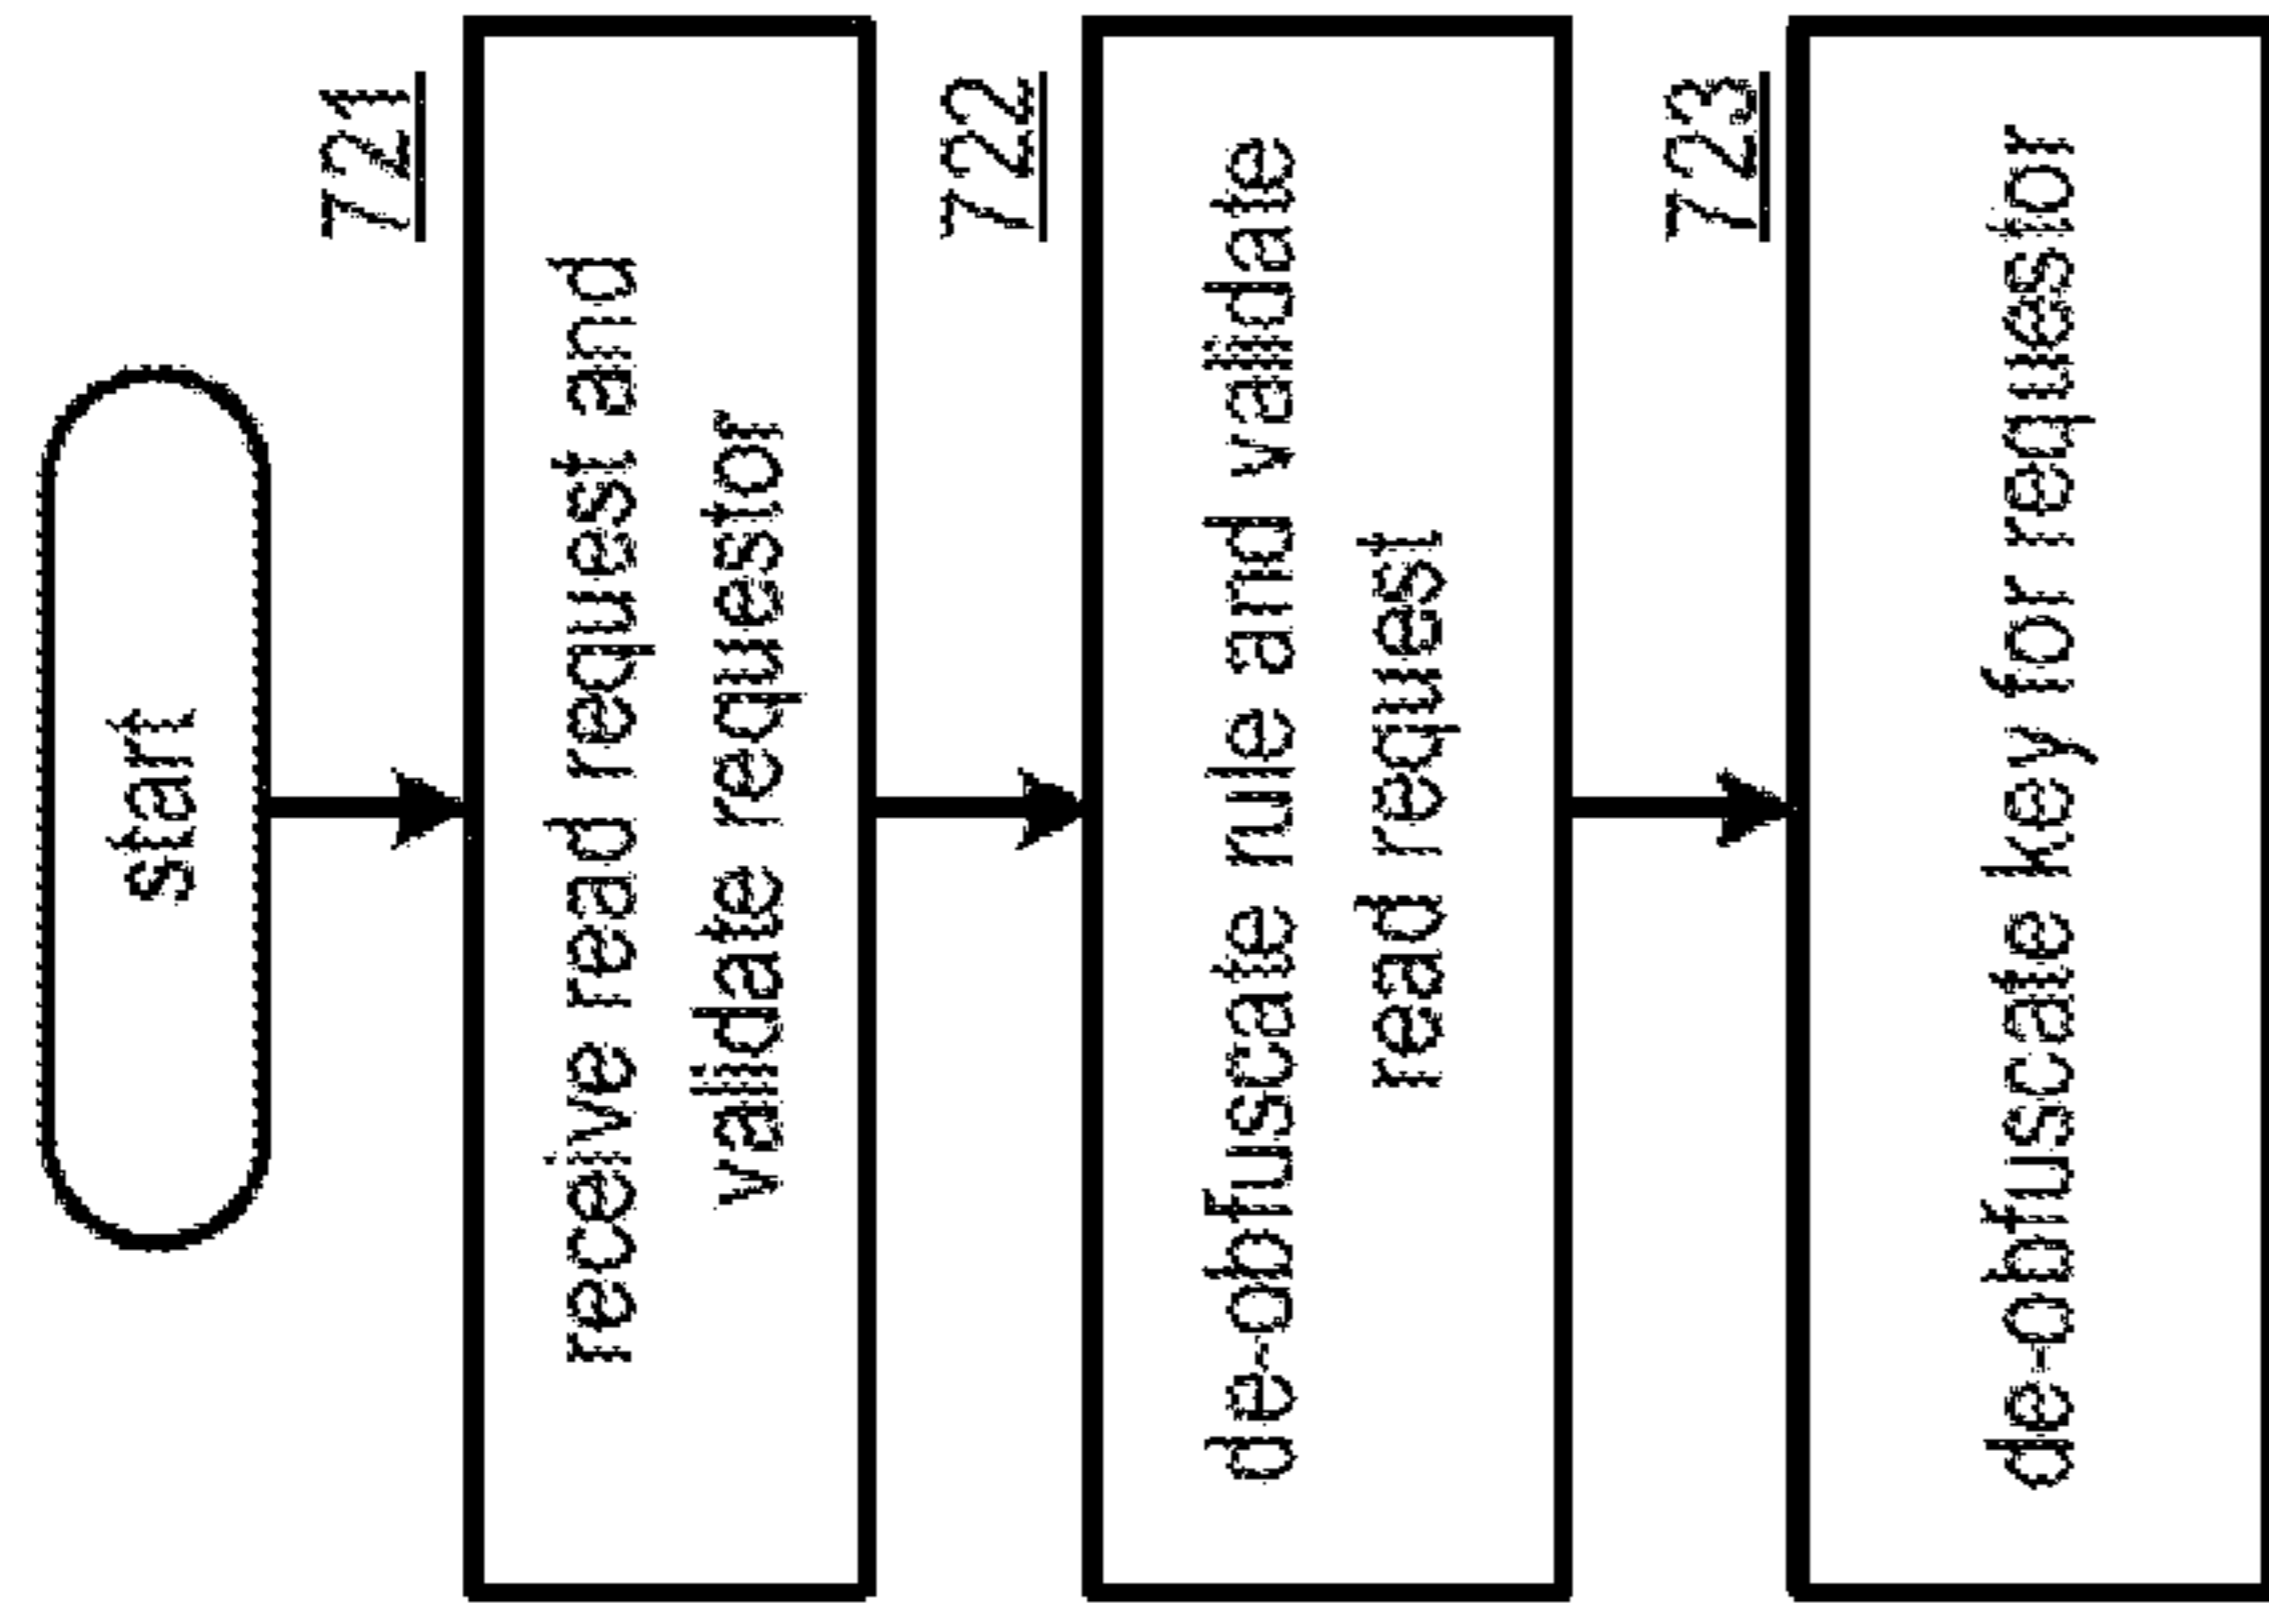 start
721
receive read request and
validate requestor
722
de-obfuscate rule and validate
read request
723
de-obfuscate key for requestor